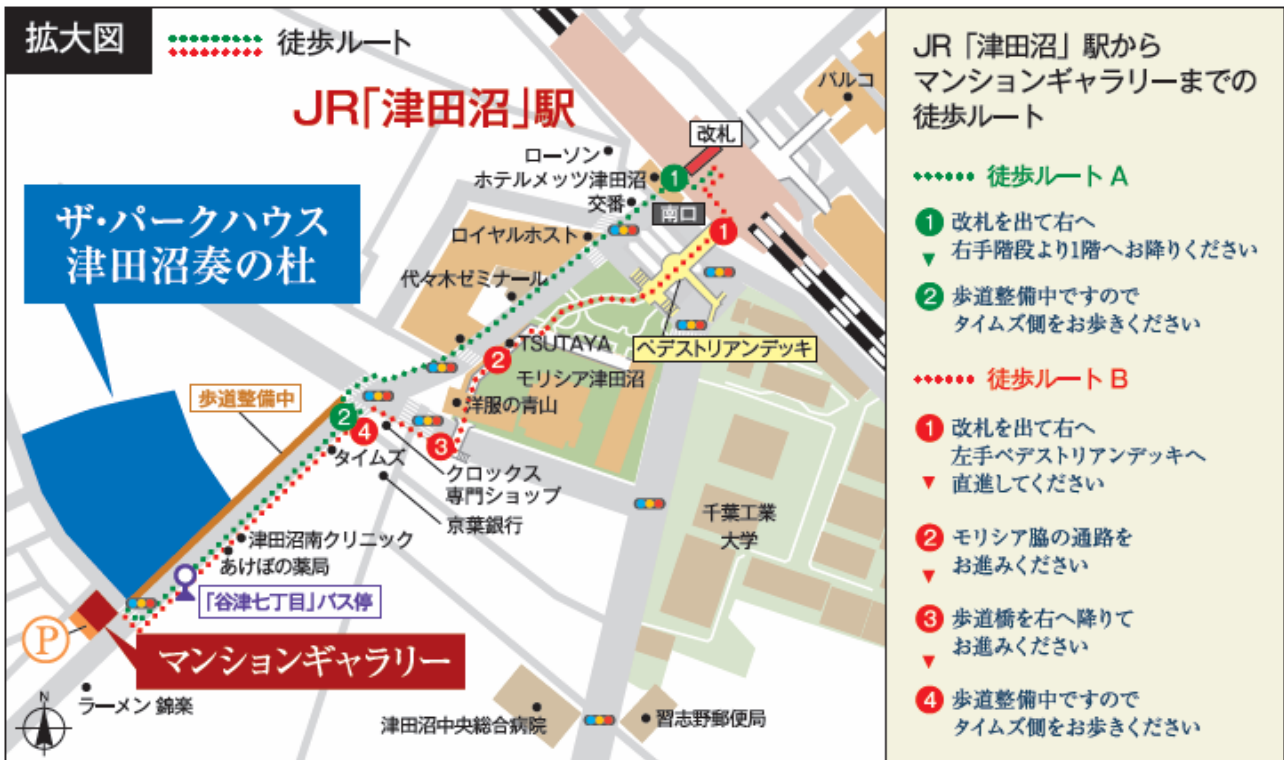 拡大図
徒歩ルート
JR「津田沼」駅
パルコ
改札
ローソン
ホテルメッツ津田沼
1
交番
南口
1
ロイヤルホスト
ザ・パークハウス
津田沼奏の杜
代々木ゼミナール
TSUTAYA
ペデストリアンデッキ
2
モリシア津田沼
歩道整備中
洋服の青山
2
4
3
タイムズ
クロックス
専門ショップ
京葉銀行
千葉工業
大学
津田沼南クリニック
あけぼの薬局
「谷津七丁目」バス停
P
マンションギャラリー
ラーメン 錦楽
N
津田沼中央総合病院
習志野郵便局
JR「津田沼」駅から
マンションギャラリーまでの
徒歩ルート
徒歩ルート A
1 改札を出て右へ
右手階段より1階へお降りください
2 歩道整備中ですので
タイムズ側をお歩きください
徒歩ルート B
1 改札を出て右へ
左手ペデストリアンデッキへ
直進してください
2 モリシア脇の通路を
お進みください
3 歩道橋を右へ降りて
お進みください
4 歩道整備中ですので
タイムズ側をお歩きください